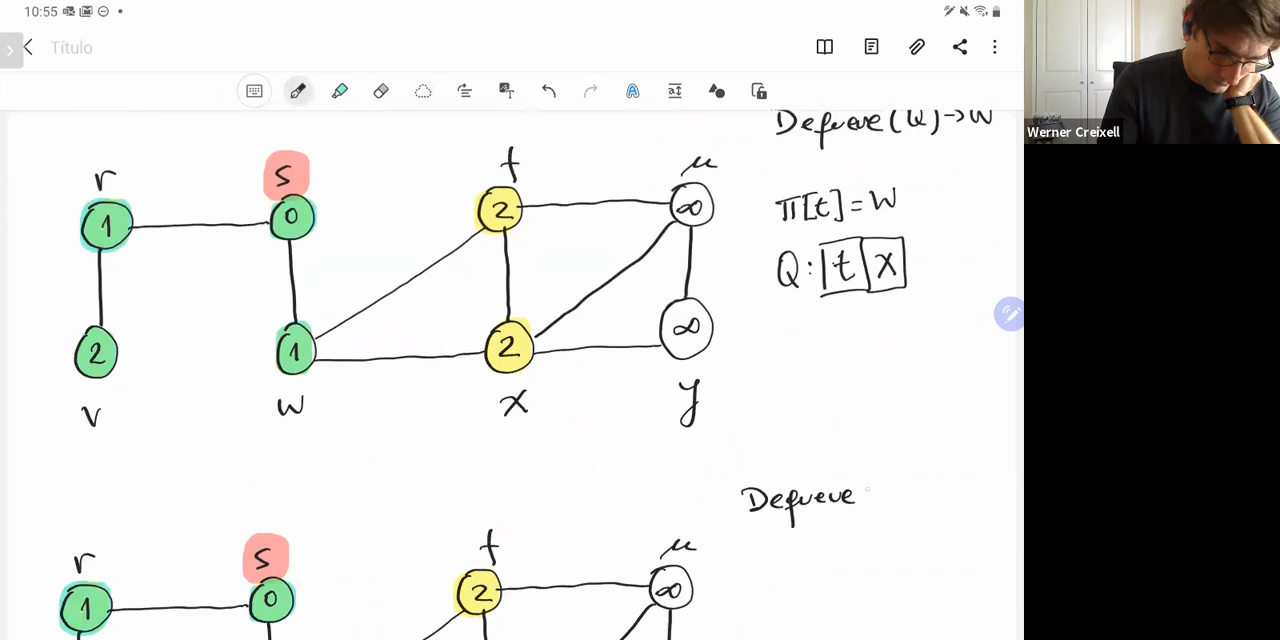 10:55
Título
Werner Creixell
Dequeue(Q)→w
r
S
t
u
1
0
2
∞
π[t]=w
Q: t x
2
1
2
∞
v
w
x
y
Dequeue
r
S
t
u
1
0
2
∞